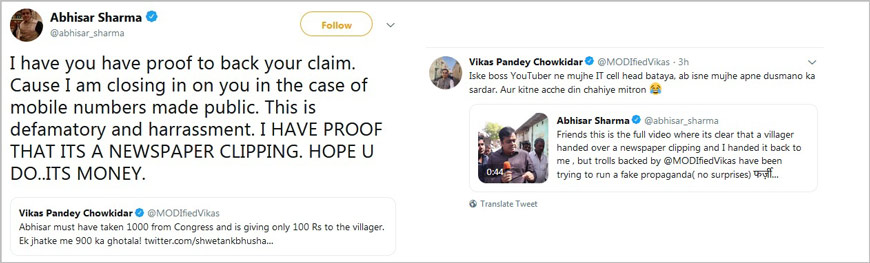 Abhisar Sharma
@abhisar_sharma
Follow
I have you have proof to back your claim.
Cause I am closing in on you in the case of
mobile numbers made public. This is
defamatory and harrassment. I HAVE PROOF
THAT ITS A NEWSPAPER CLIPPING. HOPE U
DO..ITS MONEY.
Vikas Pandey Chowkidar @MODIfiedVikas
Abhisar must have taken 1000 from Congress and is giving only 100 Rs to the villager.
Ek jhatke me 900 ka ghotala! twitter.com/shwetankbhusha...
Vikas Pandey Chowkidar @MODIfiedVikas · 3h
Iske boss YouTuber ne mujhe IT cell head bataya, ab isne mujhe apne dusmano ka
sardar. Aur kitne acche din chahiye mitron 😂
Abhisar Sharma @abhisar_sharma
Friends this is the full video where its clear that a villager
handed over a newspaper clipping and I handed it back to
me , but trolls backed by @MODIfiedVikas have been
trying to run a fake propaganda( no surprises) फर्ज़ी...
0:44
Translate Tweet